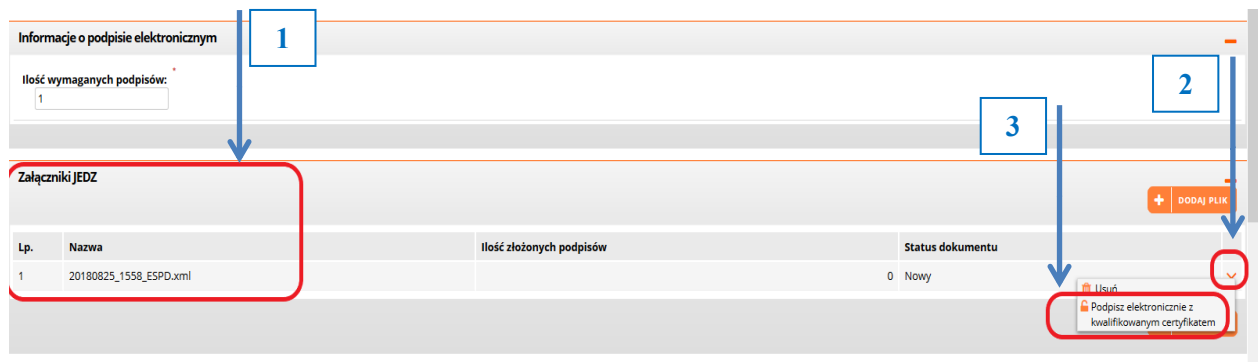 Informacje o podpisie elektronicznym
1
Ilość wymaganych podpisów: *
1
2
3
Załączniki JEDZ
DODAJ PLIK
Lp. Nazwa Ilość złożonych podpisów Status dokumentu
1 20180825_1558_ESPD.xml 0 Nowy
Usuń
Podpisz elektronicznie z
kwalifikowanym certyfikatem